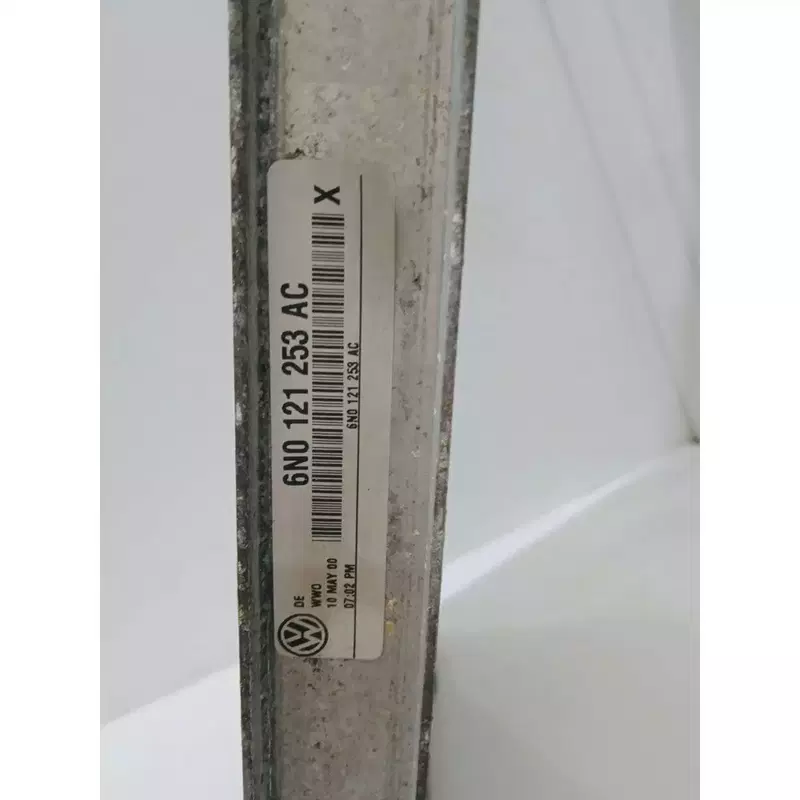 X
6N0 121 253 AC
6N0 121 253 AC
DE
WWO
10 MAY 00
07:02 PM